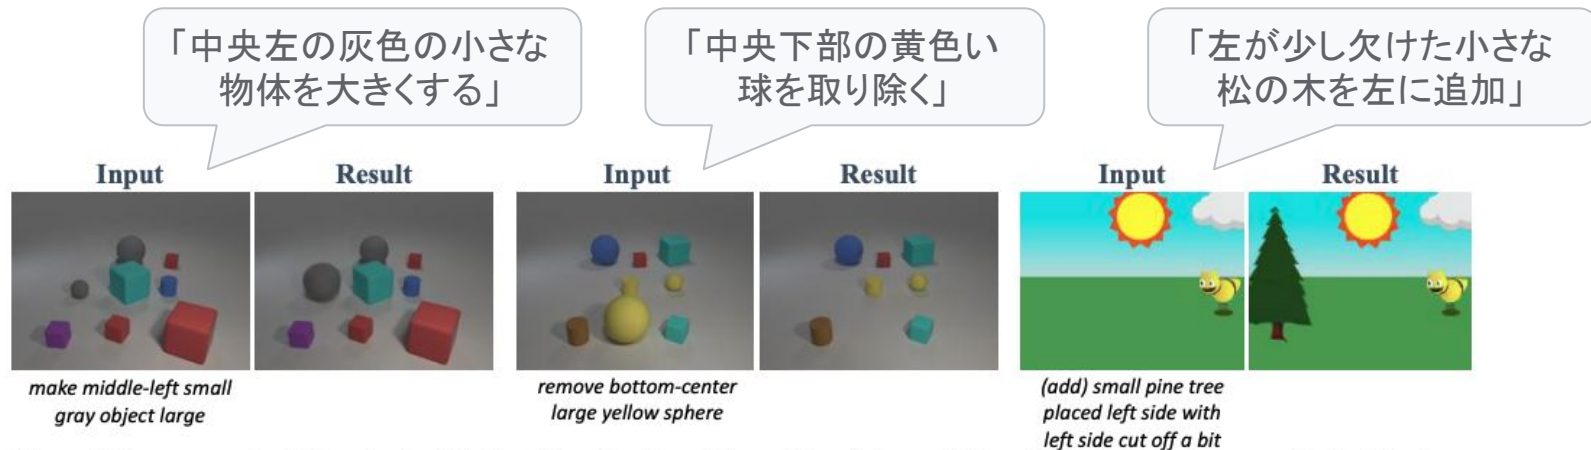 「中央左の灰色の小さな
物体を大きくする」
「中央下部の黄色い
球を取り除く」
「左が少し欠けた小さな
松の木を左に追加」
Input Result
Input Result
Input Result
make middle-left small
gray object large
remove bottom-center
large yellow sphere
(add) small pine tree
placed left side with
left side cut off a bit